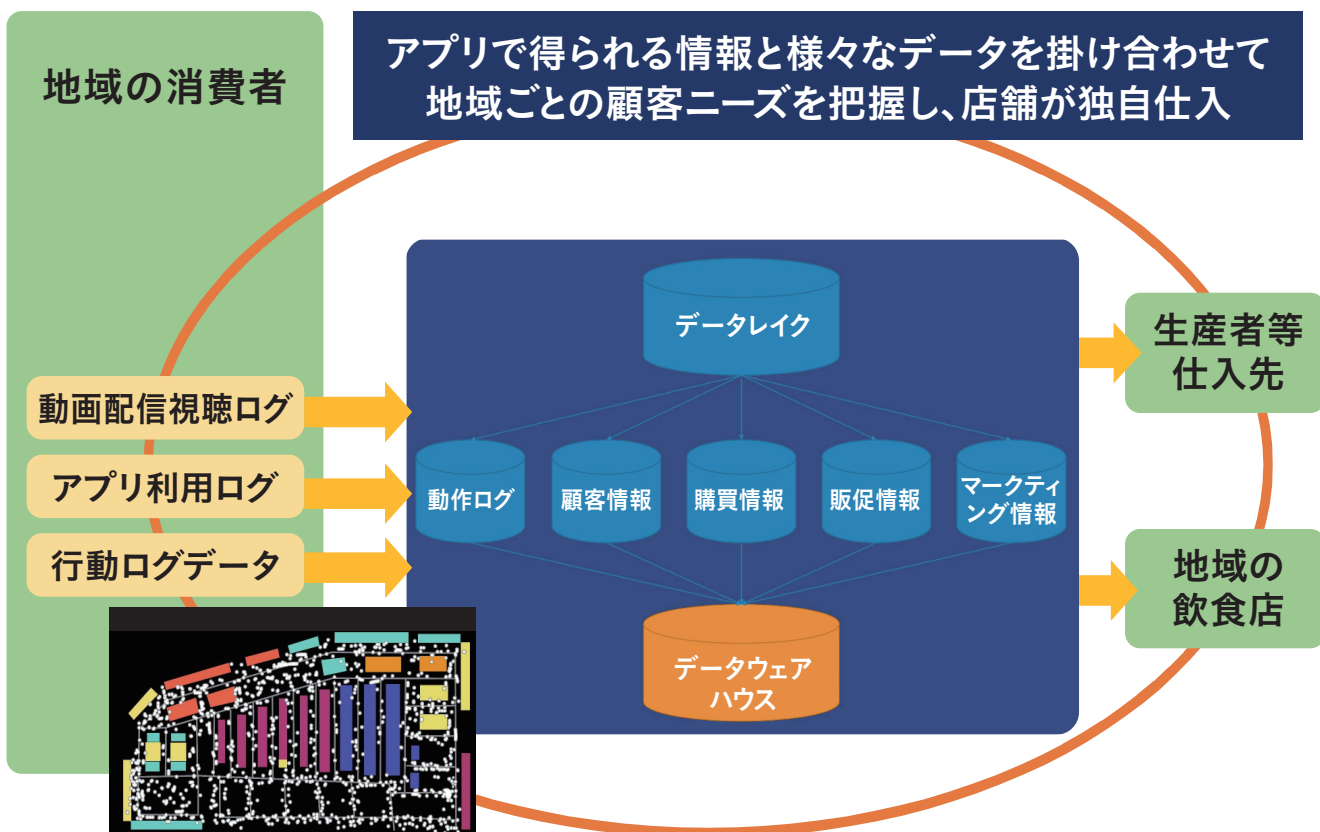 地域の消費者
アプリで得られる情報と様々なデータを掛け合わせて
地域ごとの顧客ニーズを把握し、店舗が独自仕入
動画配信視聴ログ
アプリ利用ログ
行動ログデータ
データレイク
動作ログ
顧客情報
購買情報
販促情報
マークティ
ング情報
データウェア
ハウス
生産者等
仕入先
地域の
飲食店